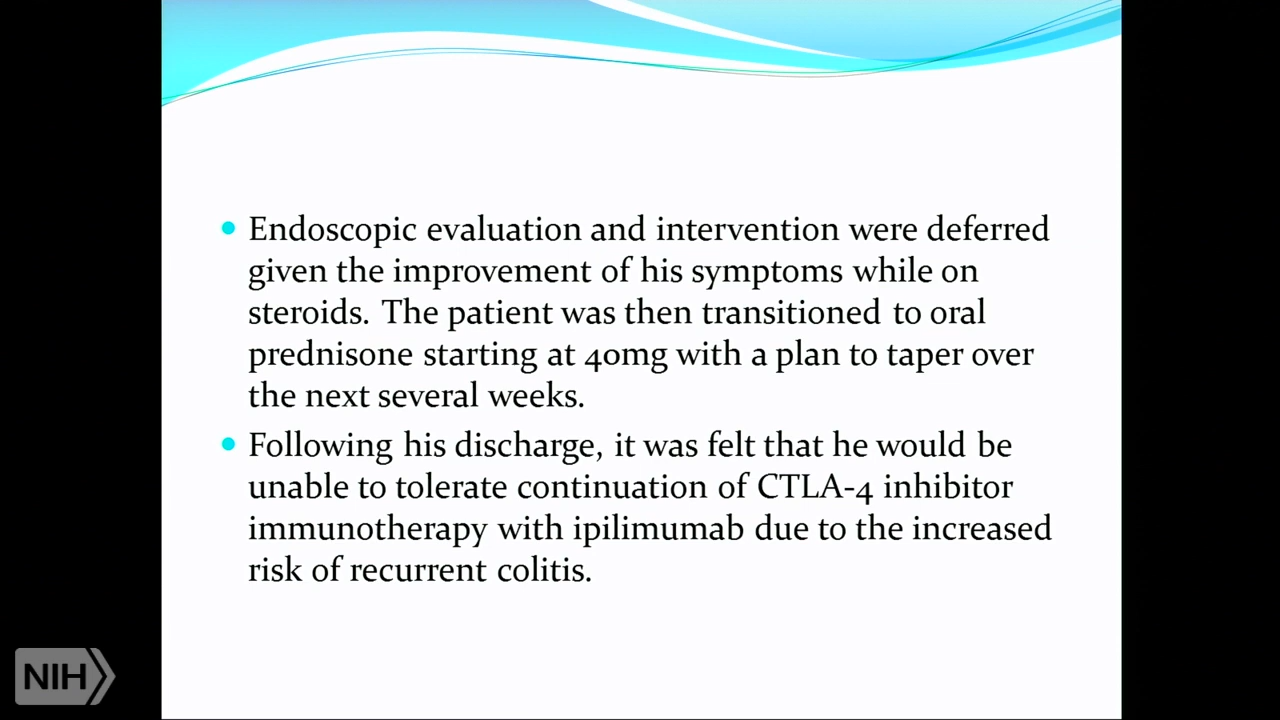 Endoscopic evaluation and intervention were deferred
given the improvement of his symptoms while on
steroids. The patient was then transitioned to oral
prednisone starting at 40mg with a plan to taper over
the next several weeks.
Following his discharge, it was felt that he would be
unable to tolerate continuation of CTLA-4 inhibitor
immunotherapy with ipilimumab due to the increased
risk of recurrent colitis.
NIH